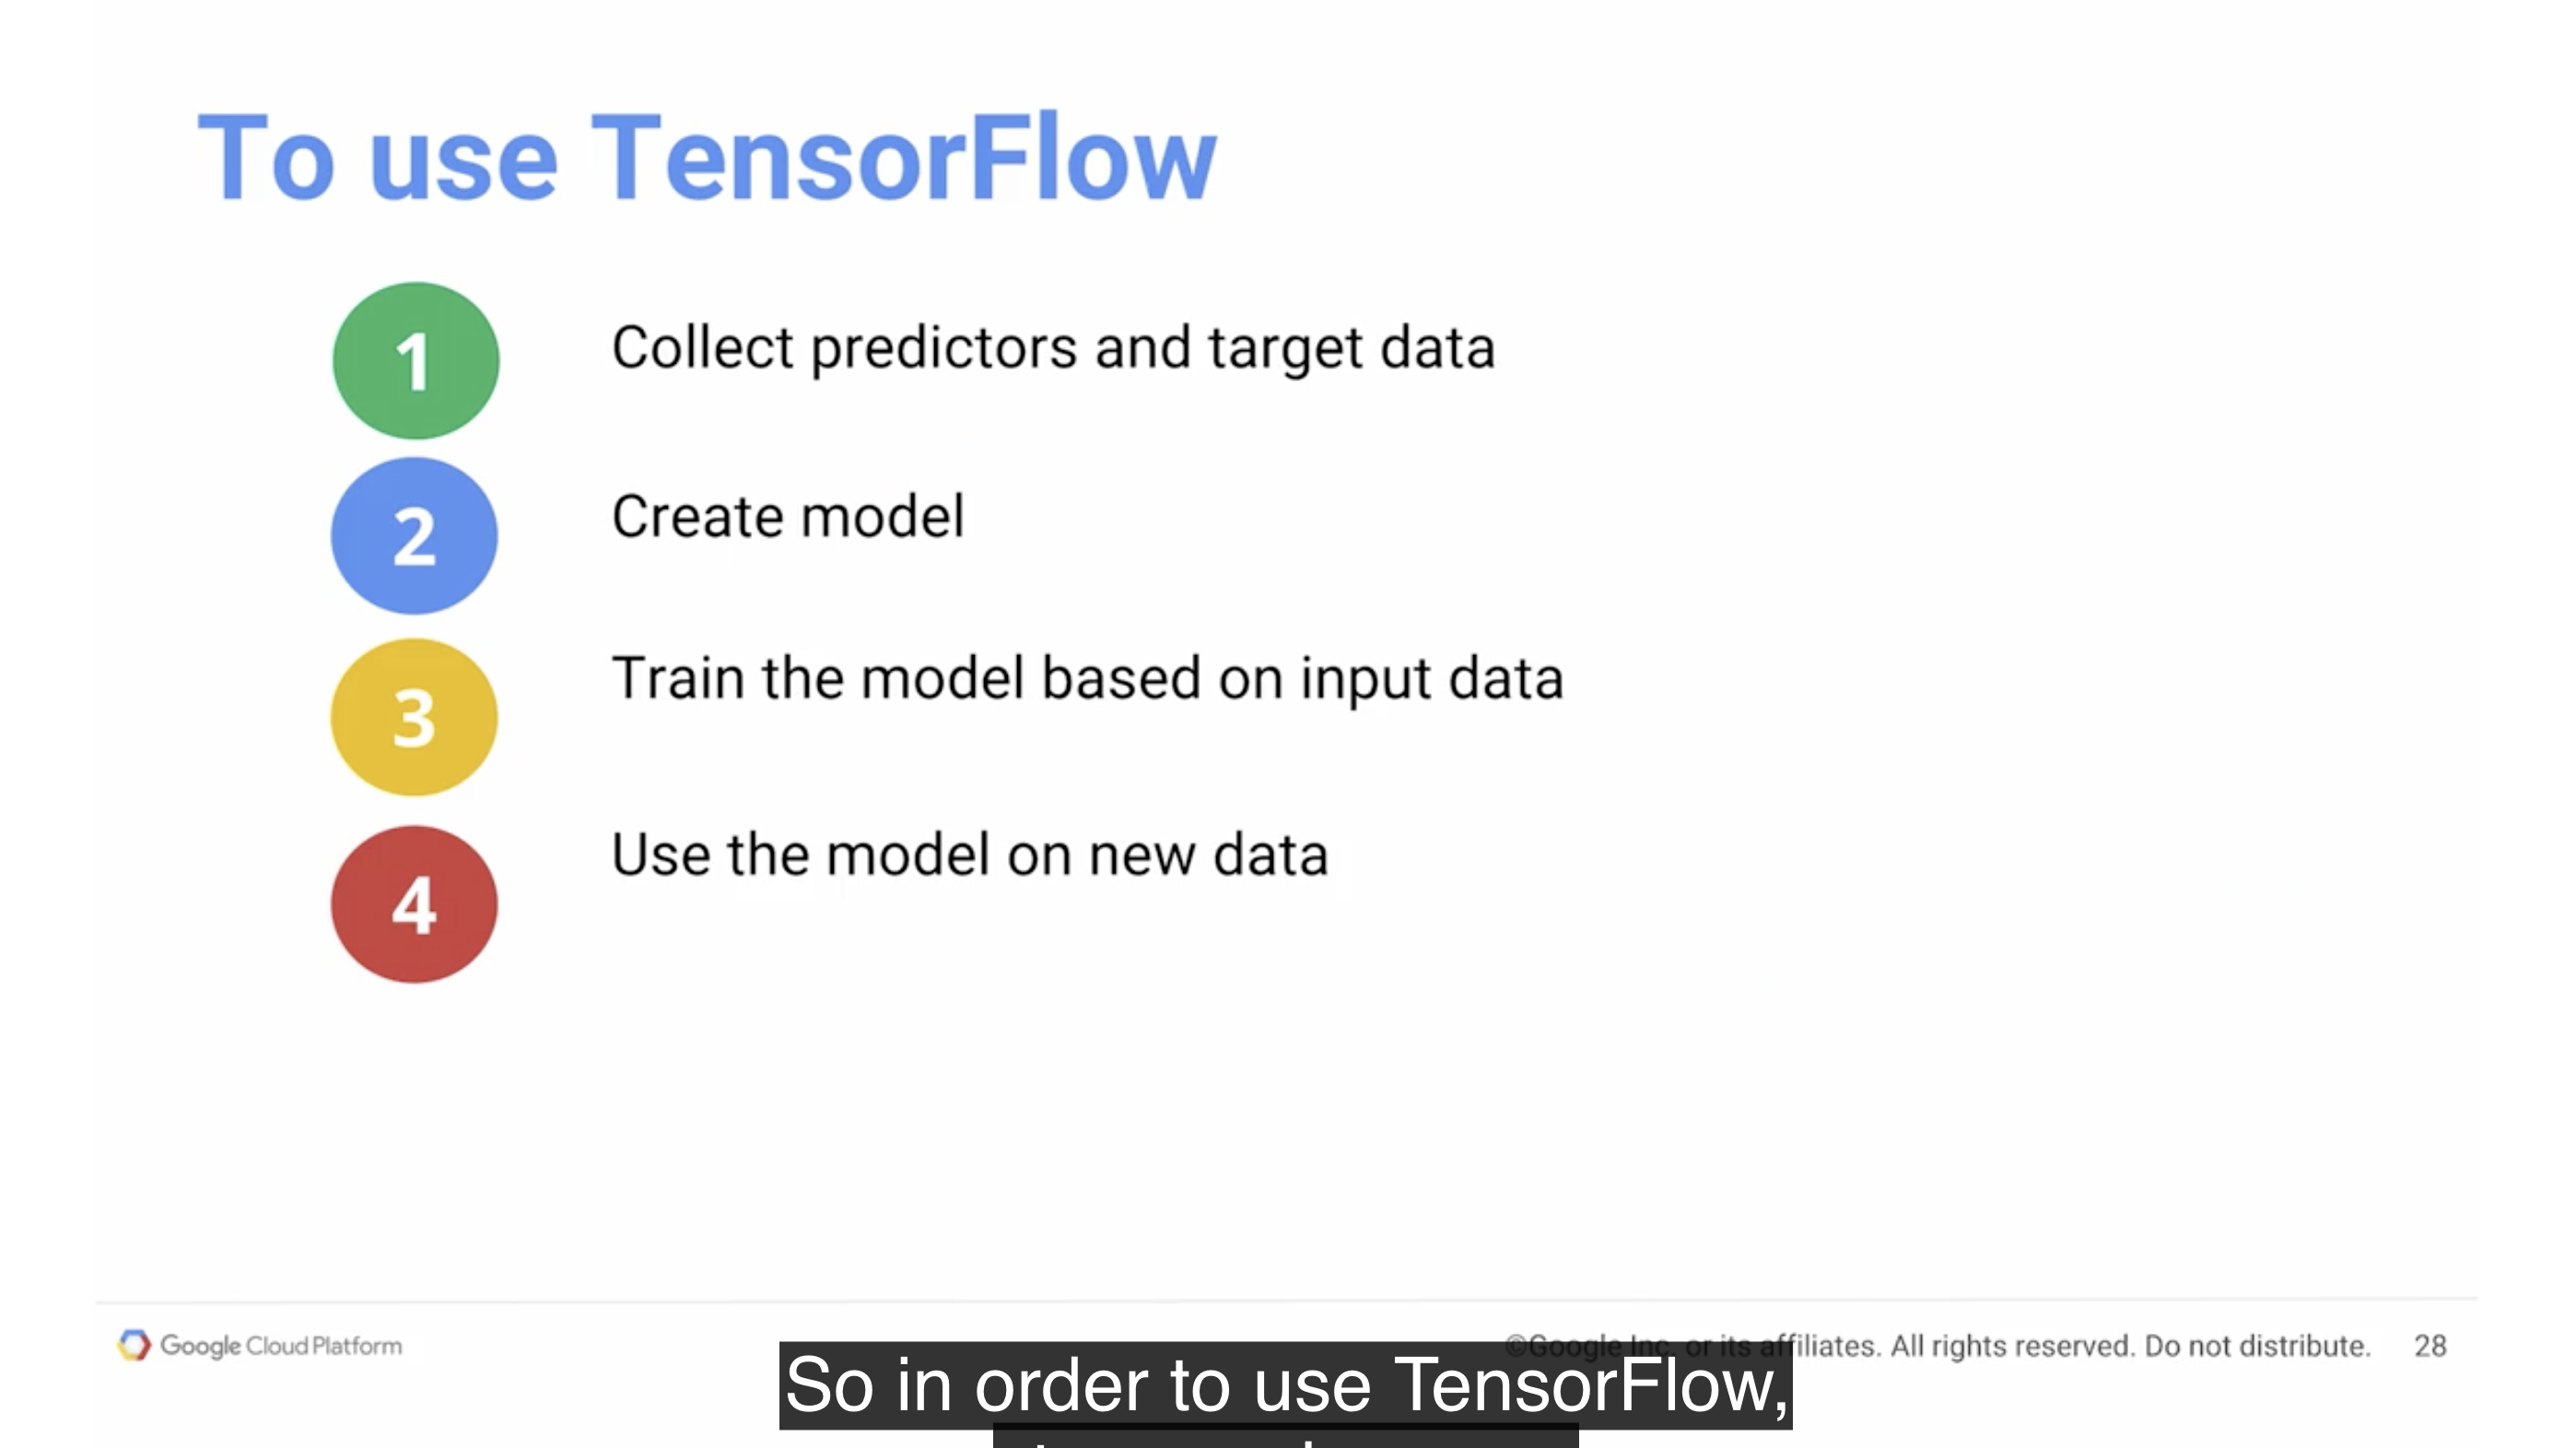 To use TensorFlow
1 Collect predictors and target data
2 Create model
3 Train the model based on input data
4 Use the model on new data
Google Cloud Platform
©Google Inc. or its affiliates. All rights reserved. Do not distribute. 28
So in order to use TensorFlow,